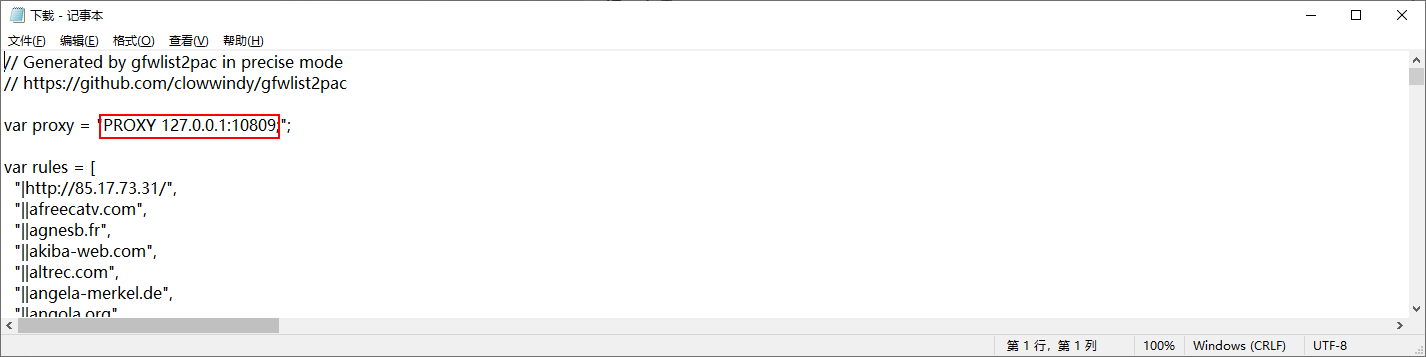 下载 - 记事本
文件(F) 编辑(E) 格式(O) 查看(V) 帮助(H)
// Generated by gfwlist2pac in precise mode
// https://github.com/clowwindy/gfwlist2pac
var proxy = "PROXY 127.0.0.1:10809;";
var rules = [
"|http://85.17.73.31/",
"||afreecatv.com",
"||agnesb.fr",
"||akiba-web.com",
"||altrec.com",
"||angela-merkel.de",
"||angola.org"
第 1 行，第 1 列 100% Windows (CRLF) UTF-8